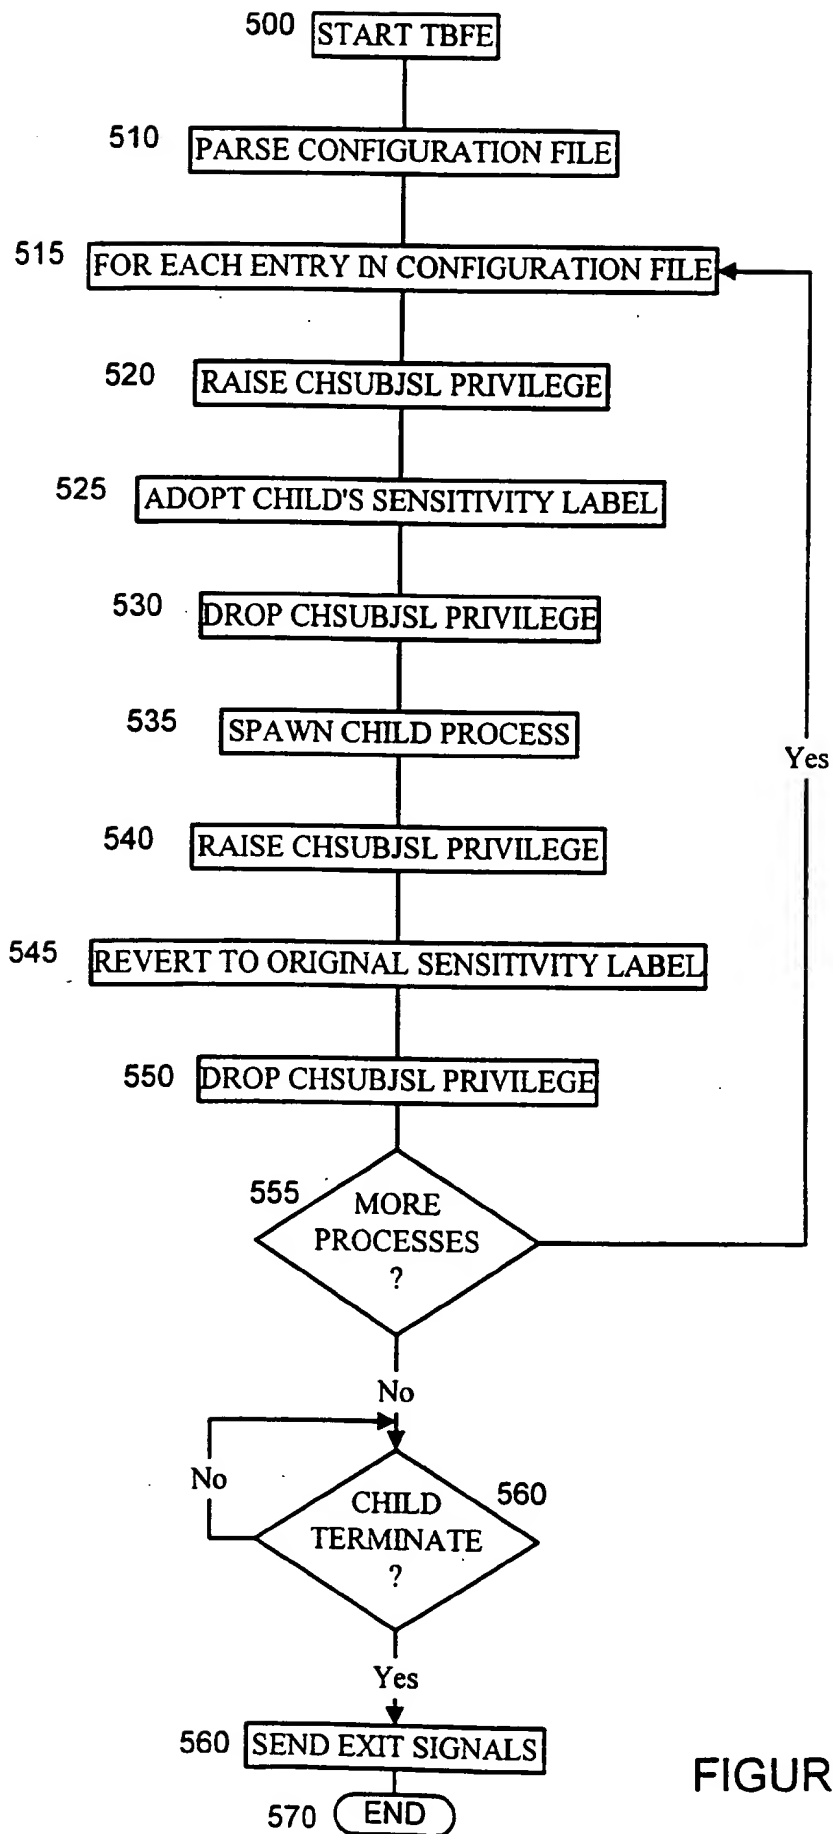 500 START TBFE
510 PARSE CONFIGURATION FILE
515 FOR EACH ENTRY IN CONFIGURATION FILE
520 RAISE CHSUBJSL PRIVILEGE
525 ADOPT CHILD'S SENSITIVITY LABEL
530 DROP CHSUBJSL PRIVILEGE
535 SPAWN CHILD PROCESS
Yes
540 RAISE CHSUBJSL PRIVILEGE
545 REVERT TO ORIGINAL SENSITIVITY LABEL
550 DROP CHSUBJSL PRIVILEGE
555 MORE
PROCESSES
?
No
No
560
CHILD
TERMINATE
?
Yes
560 SEND EXIT SIGNALS
FIGUR
570 END